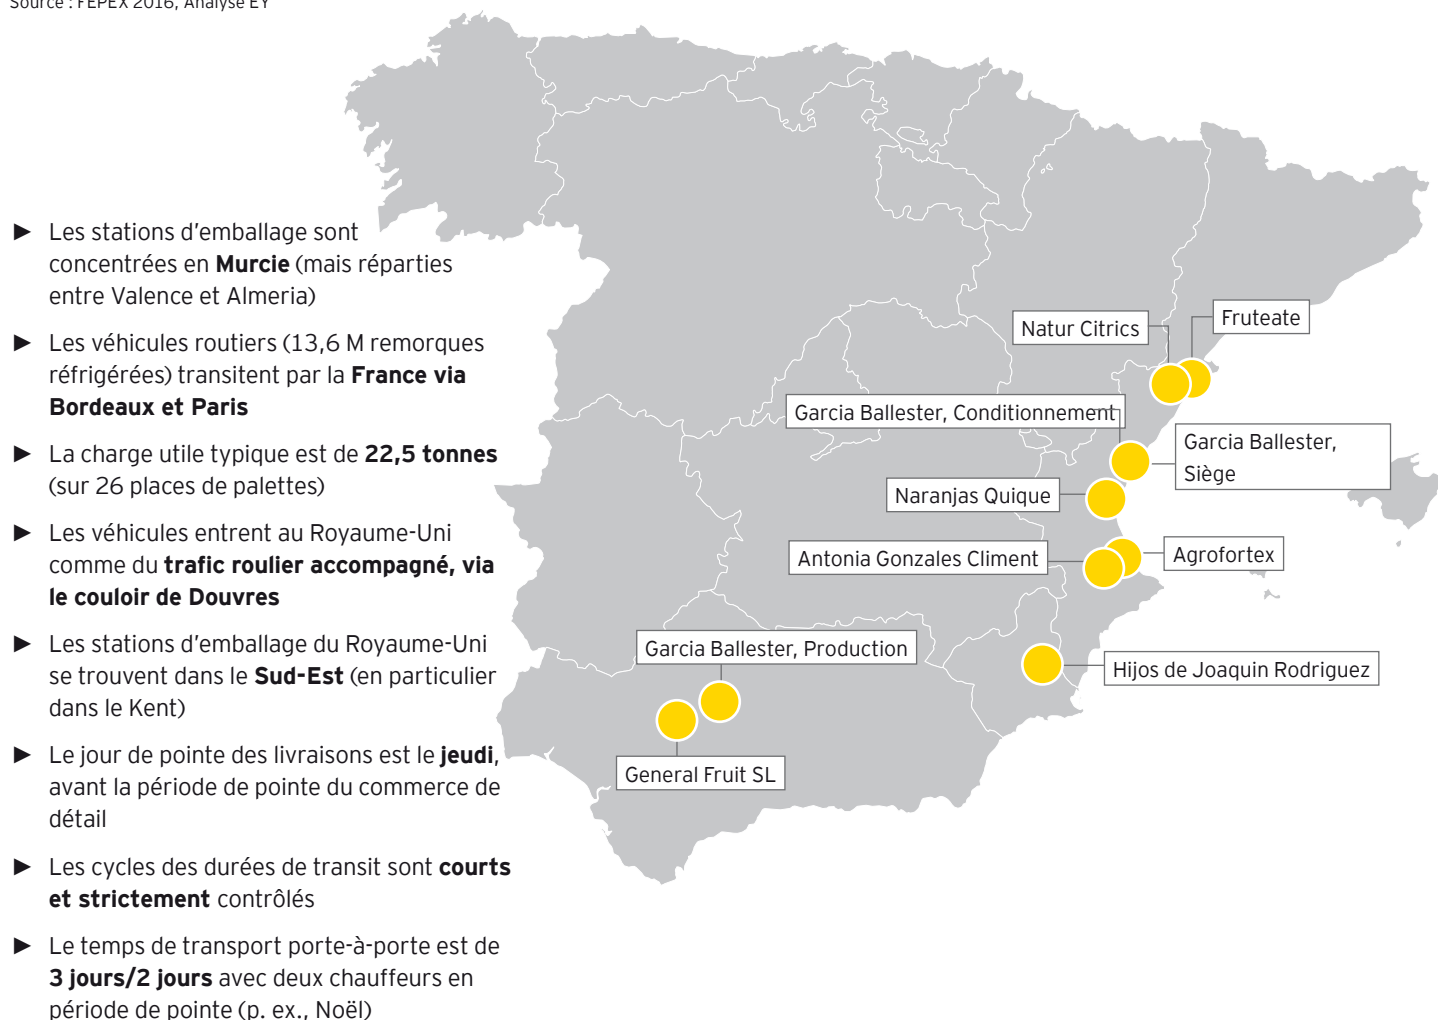 Source : FEPEX 2016, Analyse EY
► Les stations d'emballage sont
concentrées en Murcie (mais réparties
entre Valence et Almeria)
► Les véhicules routiers (13,6 M remorques
réfrigérées) transitent par la France via
Bordeaux et Paris
► La charge utile typique est de 22,5 tonnes
(sur 26 places de palettes)
► Les véhicules entrent au Royaume-Uni
comme du trafic roulier accompagné, via
le couloir de Douvres
► Les stations d'emballage du Royaume-Uni
se trouvent dans le Sud-Est (en particulier
dans le Kent)
► Le jour de pointe des livraisons est le jeudi,
avant la période de pointe du commerce de
détail
► Les cycles des durées de transit sont courts
et strictement contrôlés
► Le temps de transport porte-à-porte est de
3 jours/2 jours avec deux chauffeurs en
période de pointe (p. ex., Noël)
Natur Citrics
Fruteate
Garcia Ballester, Conditionnement
Garcia Ballester,
Siège
Naranjas Quique
Antonia Gonzales Climent
Agrofortex
Garcia Ballester, Production
Hijos de Joaquin Rodriguez
General Fruit SL